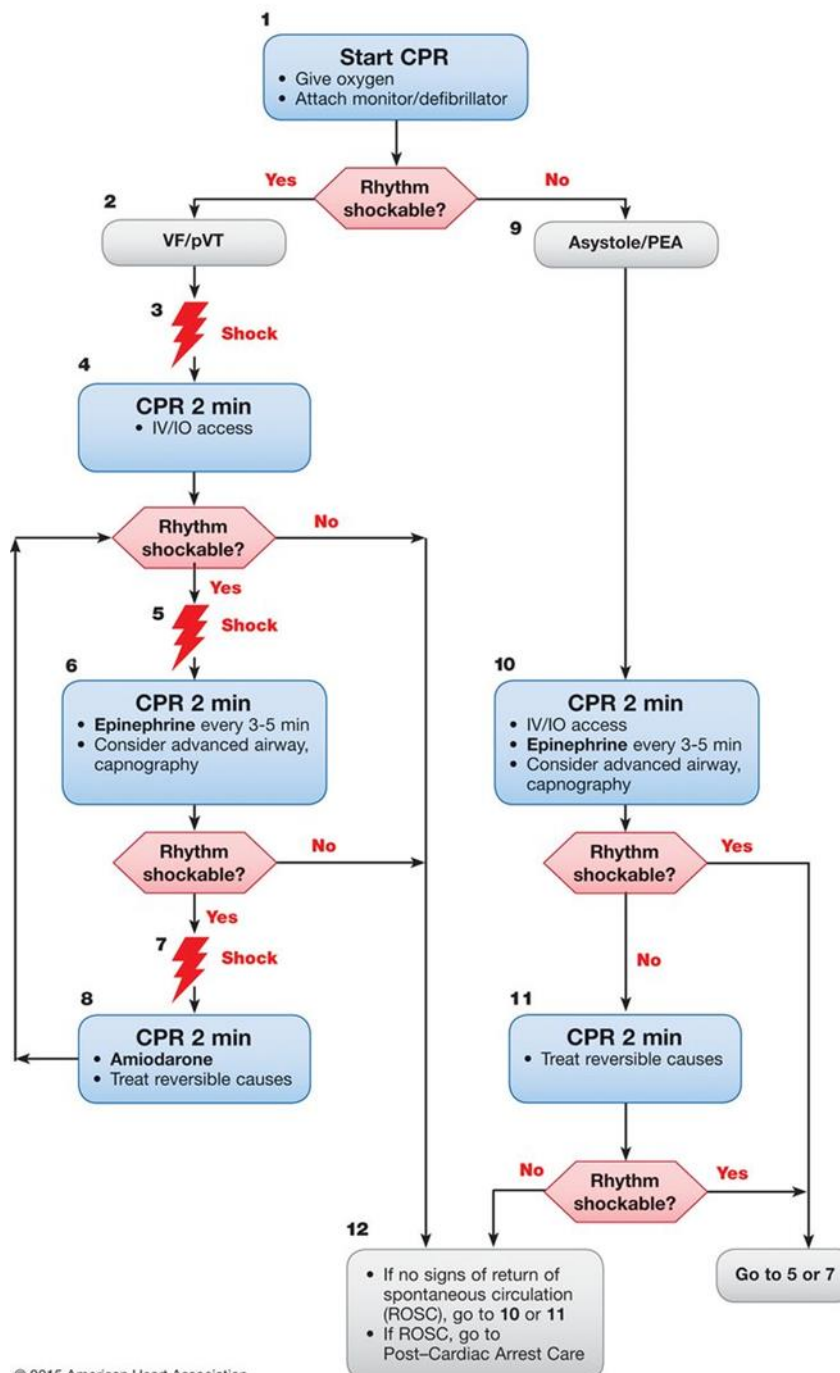 1
Start CPR
• Give oxygen
• Attach monitor/defibrillator
Yes
Rhythm
shockable?
No
2
VF/pVT
9
Asystole/PEA
3
Shock
4
CPR 2 min
• IV/IO access
Rhythm
shockable?
No
Yes
5
Shock
6
CPR 2 min
• Epinephrine every 3-5 min
• Consider advanced airway,
capnography
Rhythm
shockable?
No
Yes
7
Shock
8
CPR 2 min
• Amiodarone
• Treat reversible causes
10
CPR 2 min
• IV/IO access
• Epinephrine every 3-5 min
• Consider advanced airway,
capnography
Rhythm
shockable?
Yes
No
11
CPR 2 min
• Treat reversible causes
No
Rhythm
shockable?
Yes
12
• If no signs of return of
spontaneous circulation
(ROSC), go to 10 or 11
• If ROSC, go to
Post–Cardiac Arrest Care
Go to 5 or 7
© 2015 American Heart Association